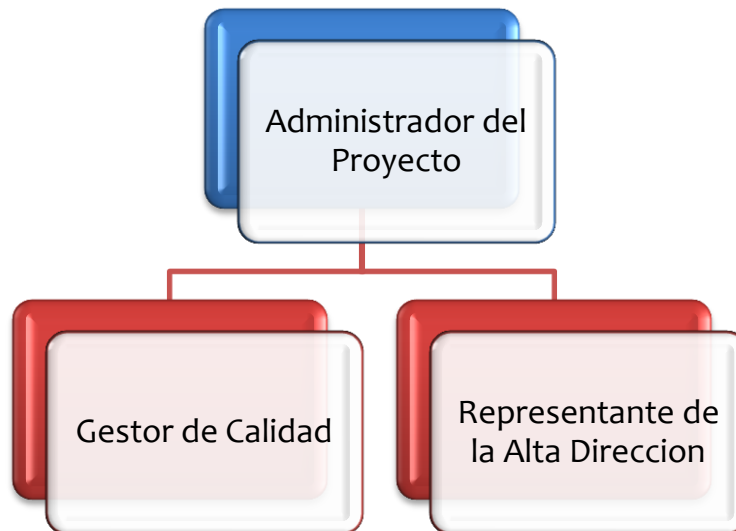 Administrador del
Proyecto
Gestor de Calidad
Representante de
la Alta Direccion